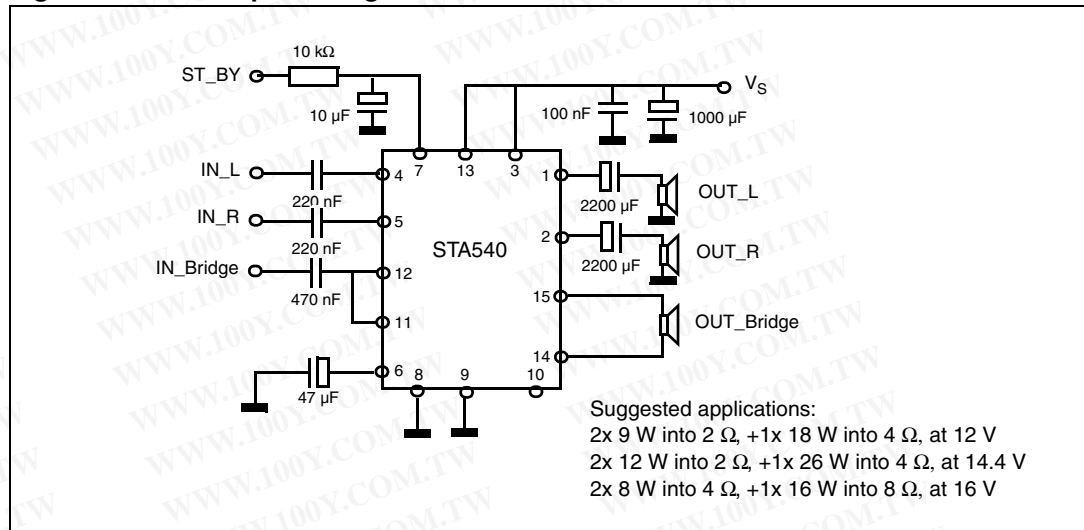 10 kΩ
ST_BY
10 µF
100 nF
1000 µF
V_S
IN_L
220 nF
IN_R
220 nF
IN_Bridge
470 nF
47 µF
4
5
12
11
6
7
13
3
STA540
1
2
15
14
8
9
10
2200 µF
OUT_L
2200 µF
OUT_R
OUT_Bridge
Suggested applications:
2x 9 W into 2 Ω, +1x 18 W into 4 Ω, at 12 V
2x 12 W into 2 Ω, +1x 26 W into 4 Ω, at 14.4 V
2x 8 W into 4 Ω, +1x 16 W into 8 Ω, at 16 V
WWW.100Y.COM.TW